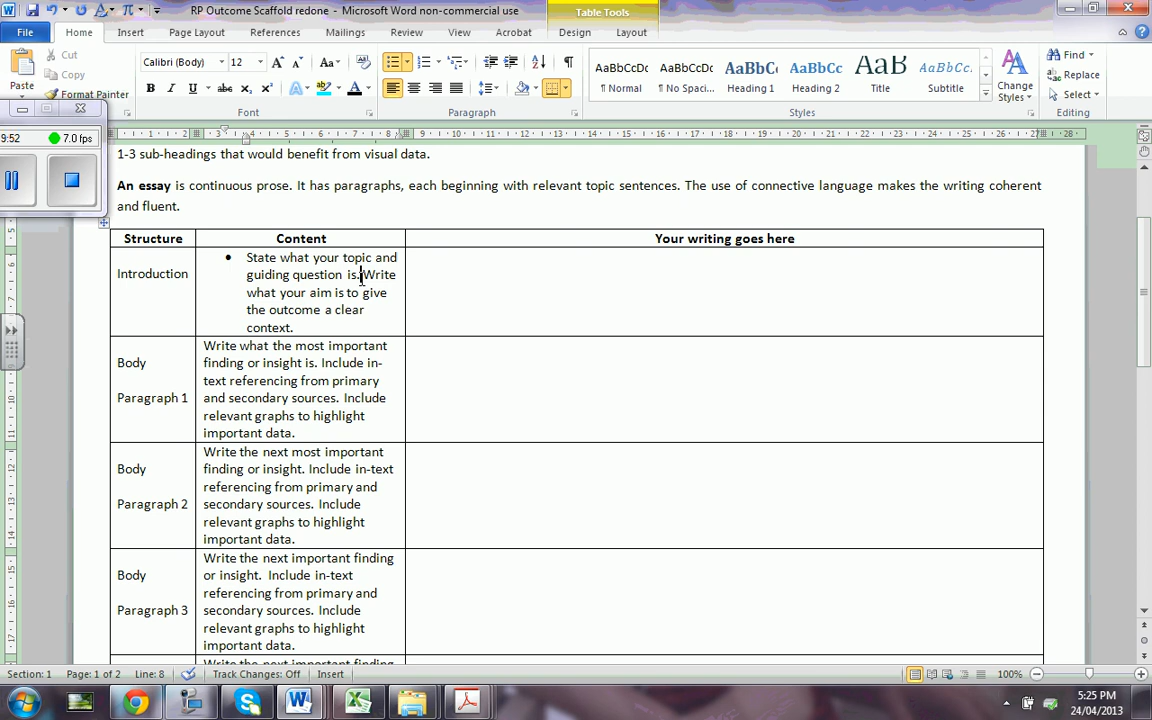 RP Outcome Scaffold redone - Microsoft Word non-commercial use
Table Tools
File Home Insert Page Layout References Mailings Review View Acrobat Design Layout
Cut
Copy
Format Painter
Paste
Calibri (Body) 12
Font
Paragraph
AaBbCcDc AaBbCcDc AaBbC AaBbCc AaB AaBbCc.
¶ Normal ¶ No Spaci... Heading 1 Heading 2 Title Subtitle
Styles
Change Styles
Find
Replace
Select
Editing
9:52 7.0 fps
1-3 sub-headings that would benefit from visual data.
An essay is continuous prose. It has paragraphs, each beginning with relevant topic sentences. The use of connective language makes the writing coherent
and fluent.
Structure Content Your writing goes here
Introduction
• State what your topic and
guiding question is. Write
what your aim is to give
the outcome a clear
context.
Body
Paragraph 1
Write what the most important
finding or insight is. Include in-
text referencing from primary
and secondary sources. Include
relevant graphs to highlight
important data.
Body
Paragraph 2
Write the next most important
finding or insight. Include in-text
referencing from primary and
secondary sources. Include
relevant graphs to highlight
important data.
Body
Paragraph 3
Write the next important finding
or insight. Include in-text
referencing from primary and
secondary sources. Include
relevant graphs to highlight
important data.
Write the next important finding
Section: 1 Page: 1 of 2 Line: 8 Track Changes: Off Insert 100%
5:25 PM
24/04/2013